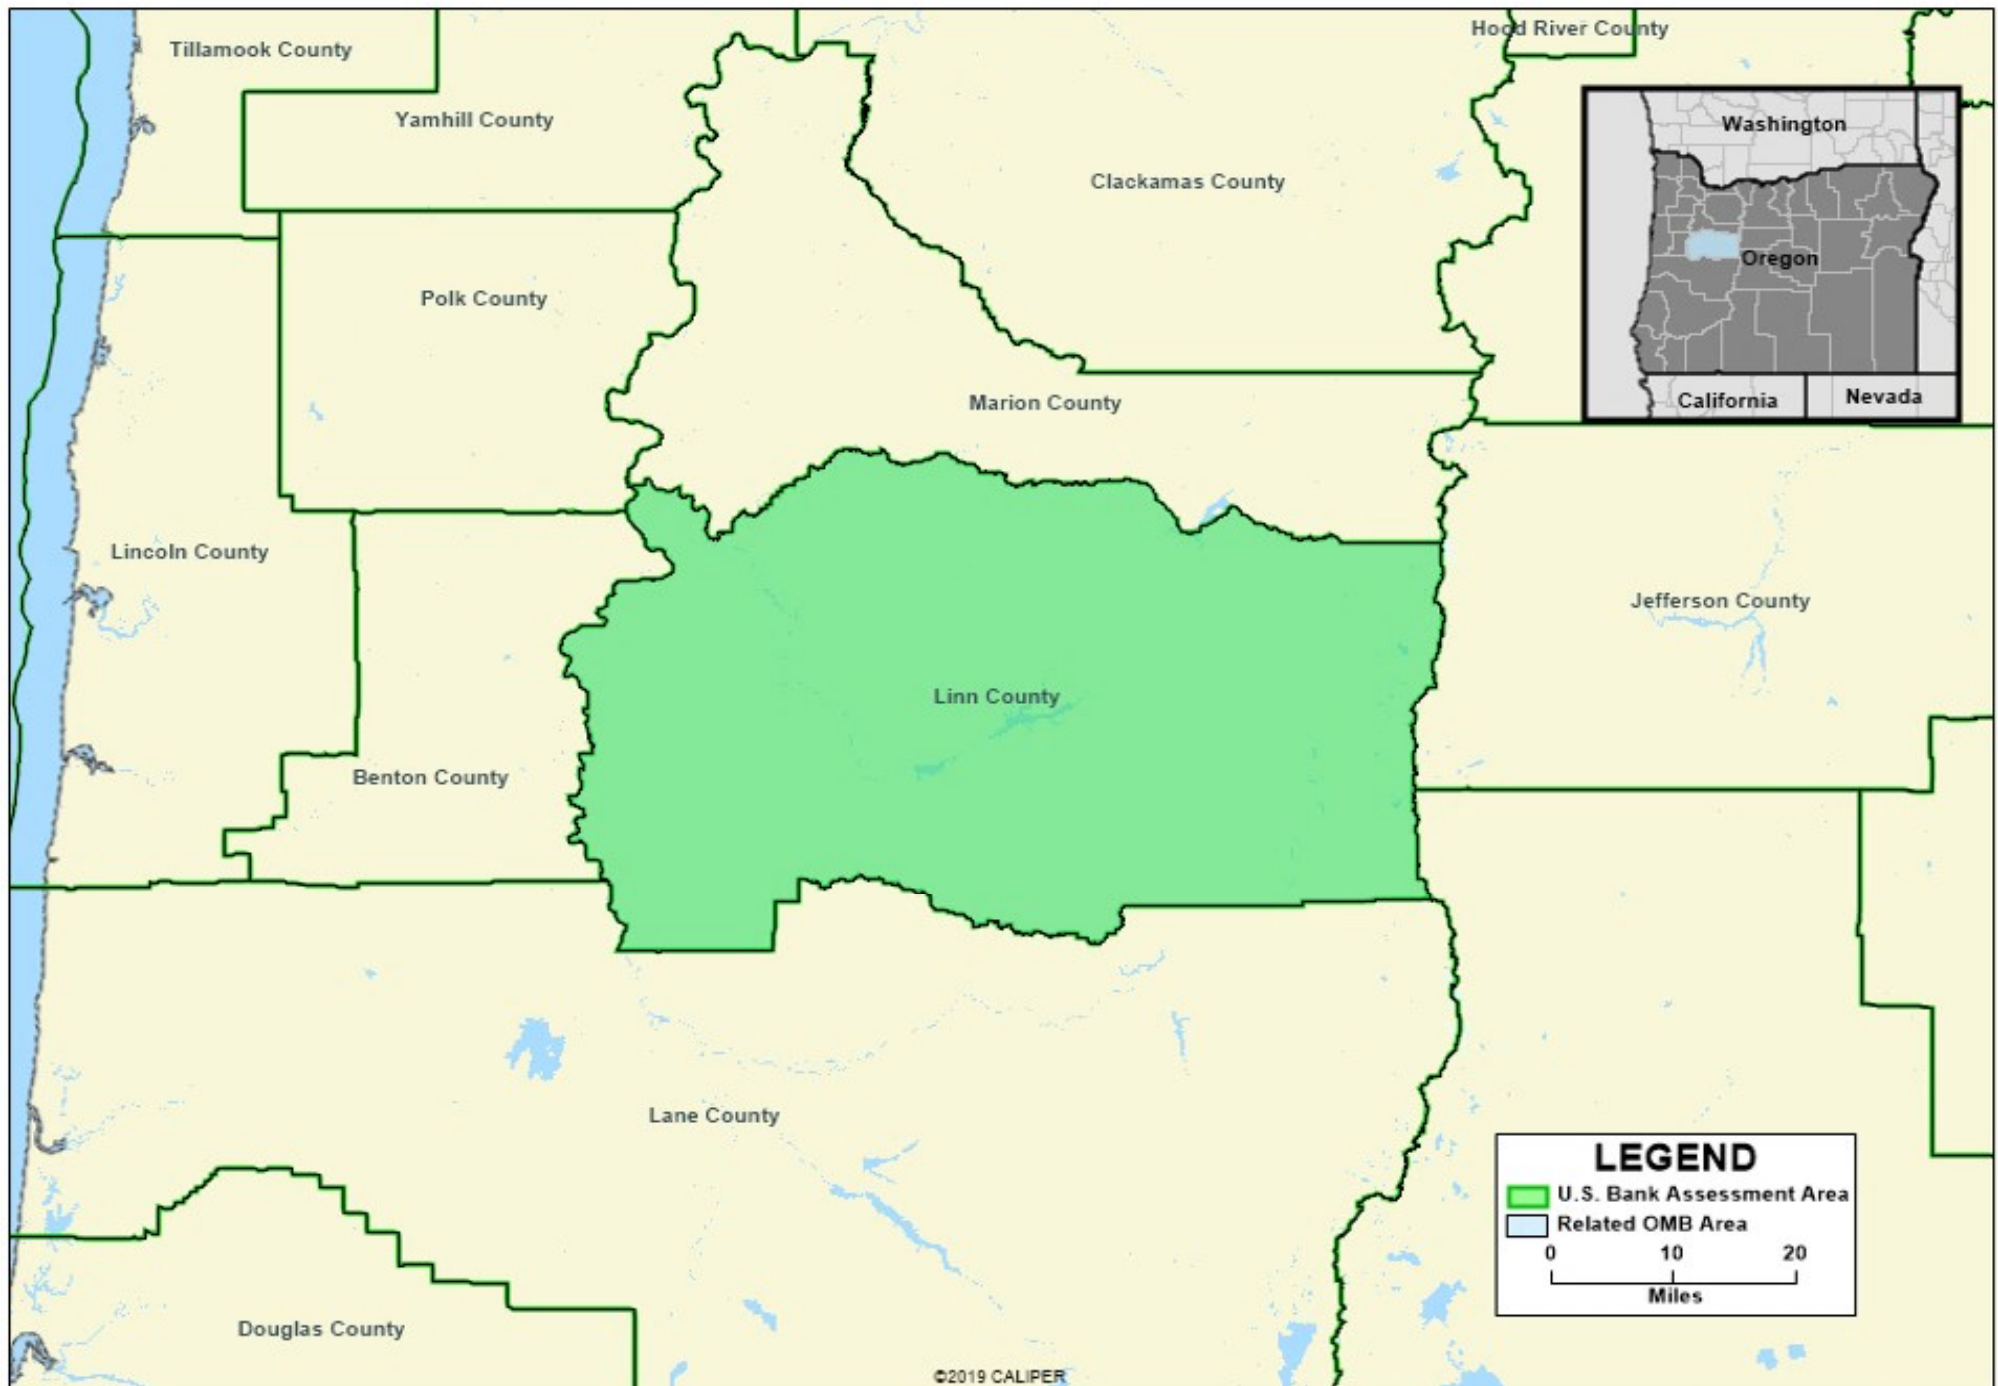 Tillamook County
Hood River County
Yamhill County
Washington
Clackamas County
Oregon
Polk County
California
Nevada
Marion County
Lincoln County
Jefferson County
Linn County
Benton County
Lane County
LEGEND
U.S. Bank Assessment Area
Related OMB Area
0 10 20
Miles
Douglas County
©2019 CALIPER